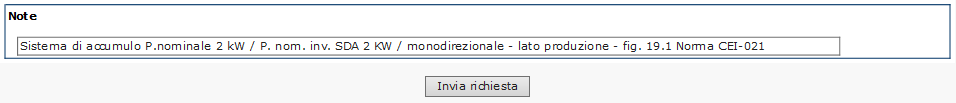 Note
Sistema di accumulo P.nominale 2 kW / P. nom. inv. SDA 2 KW / monodirezionale - lato produzione - fig. 19.1 Norma CEI-021
Invia richiesta